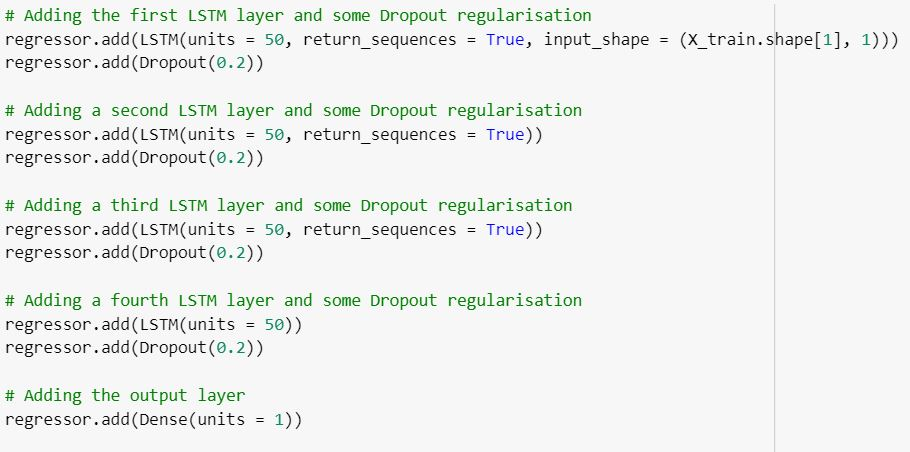 # Adding the first LSTM layer and some Dropout regularisation
regressor.add(LSTM(units = 50, return_sequences = True, input_shape = (X_train.shape[1], 1)))
regressor.add(Dropout(0.2))
# Adding a second LSTM layer and some Dropout regularisation
regressor.add(LSTM(units = 50, return_sequences = True))
regressor.add(Dropout(0.2))
# Adding a third LSTM layer and some Dropout regularisation
regressor.add(LSTM(units = 50, return_sequences = True))
regressor.add(Dropout(0.2))
# Adding a fourth LSTM layer and some Dropout regularisation
regressor.add(LSTM(units = 50))
regressor.add(Dropout(0.2))
# Adding the output layer
regressor.add(Dense(units = 1))